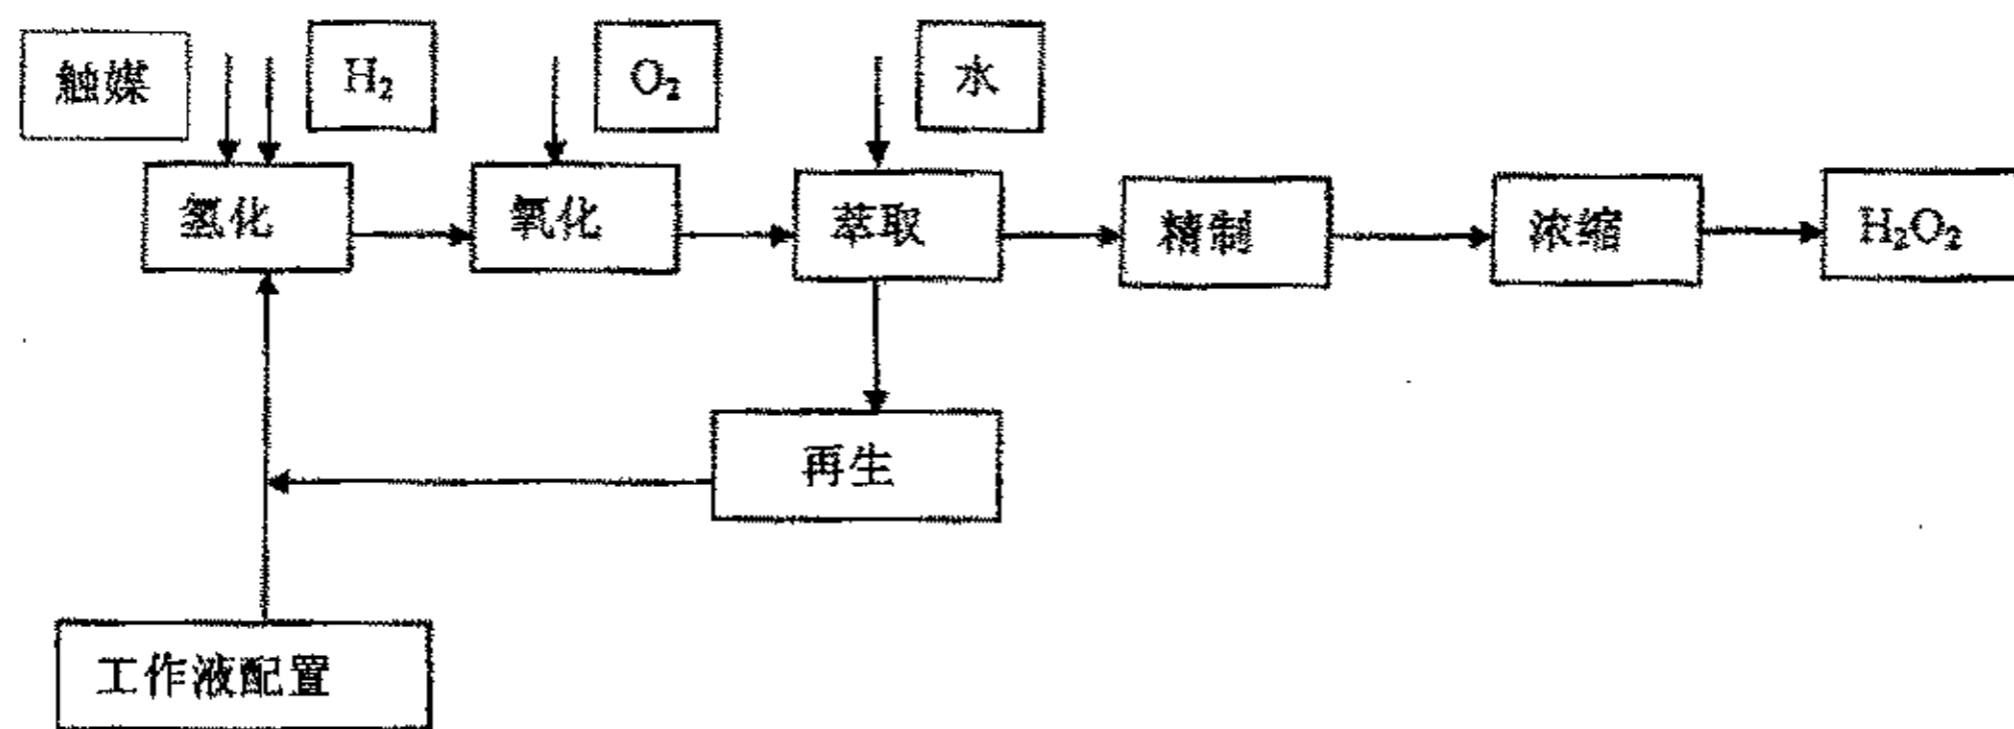 触媒
H₂
O₂
水
氢化
氧化
萃取
精制
浓缩
H₂O₂
再生
工作液配置